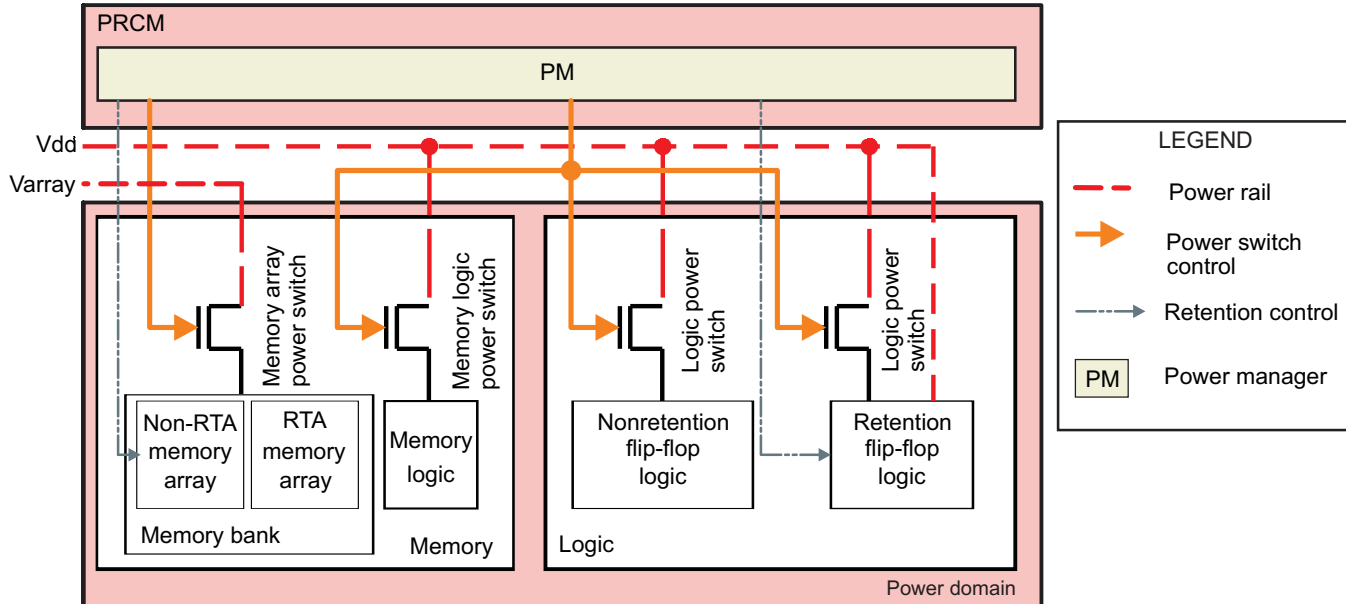 PRCM
PM
Vdd
Varray
Memory array
power switch
Memory logic
power switch
Logic power
switch
Logic power
switch
Non-RTA
memory
array
RTA
memory
array
Memory bank
Memory
logic
Memory
Nonretention
flip-flop
logic
Retention
flip-flop
logic
Logic
Power domain
LEGEND
Power rail
Power switch
control
Retention control
PM
Power manager